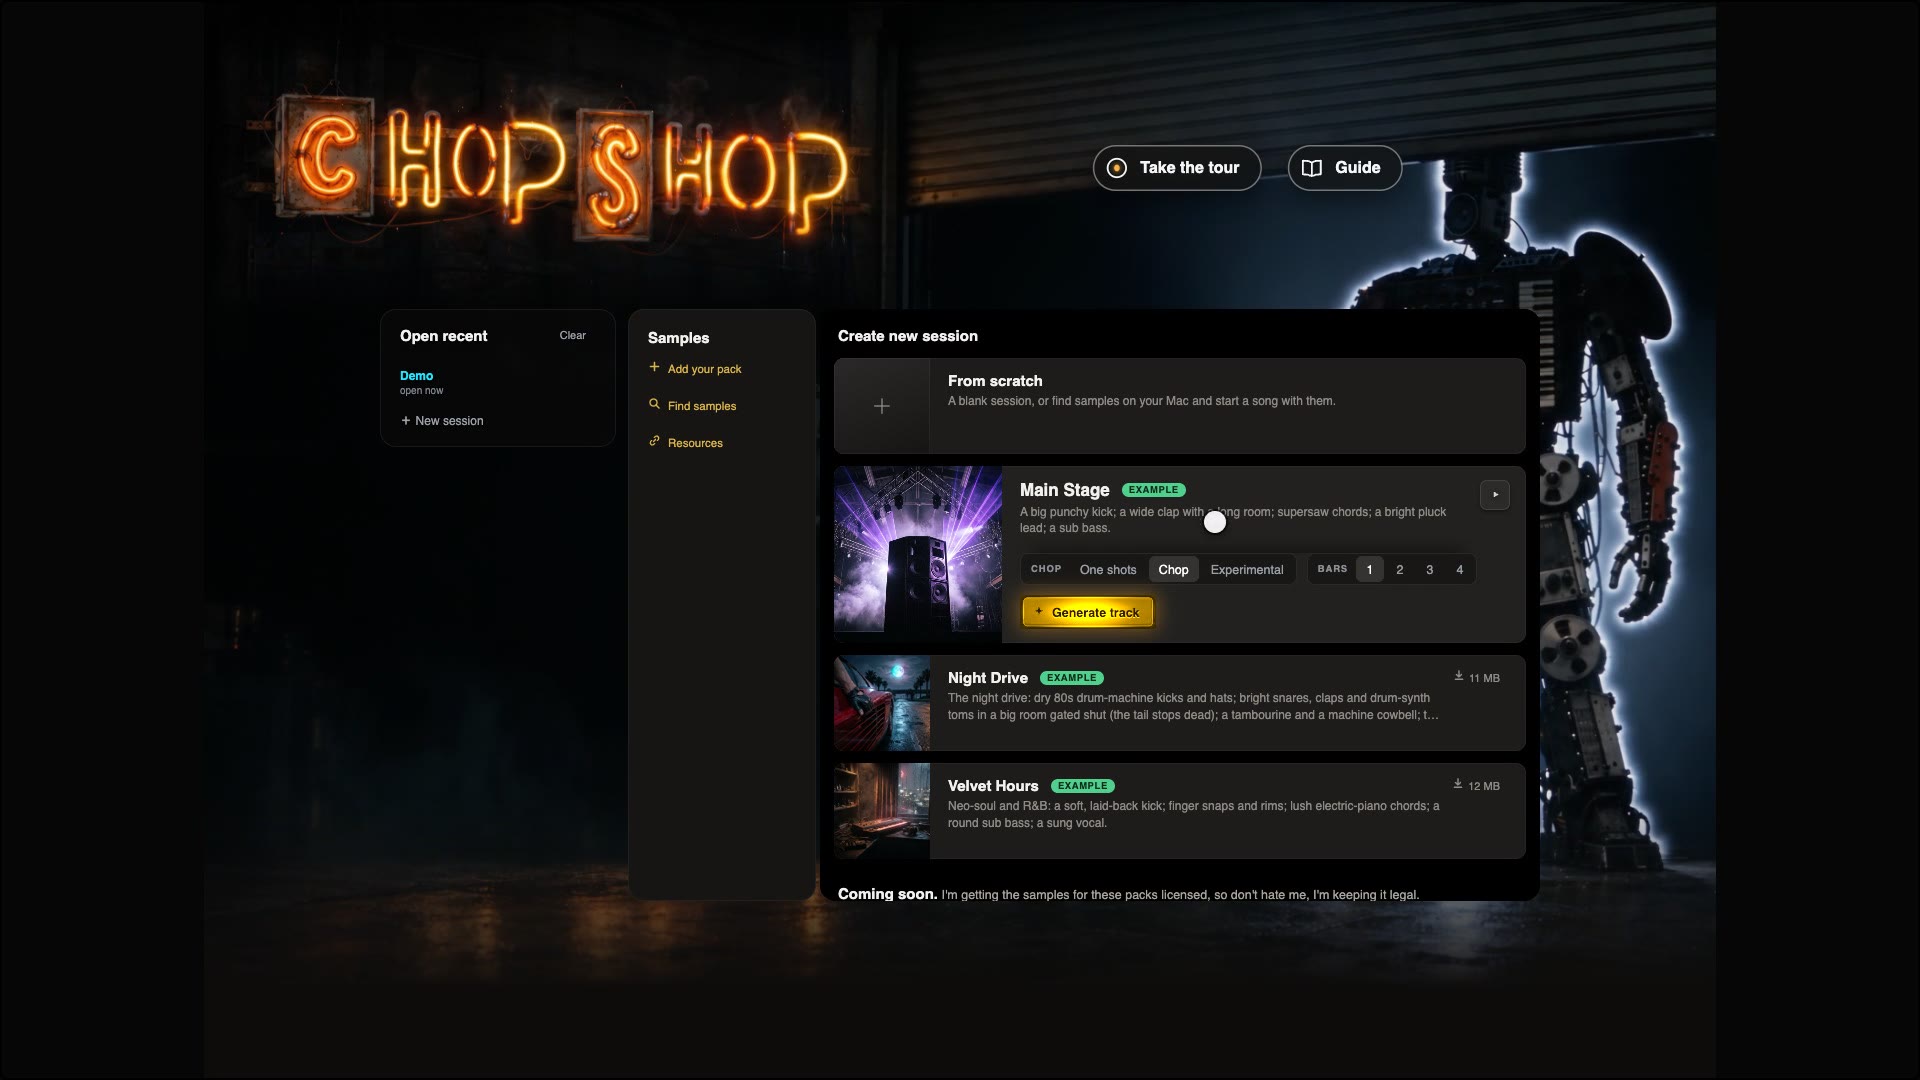 CHOPSHOP
Take the tour
Guide
Open recent
Clear
Demo
open now
+ New session
Samples
Add your pack
Find samples
Resources
Create new session
From scratch
A blank session, or find samples on your Mac and start a song with them.
Main Stage EXAMPLE
A big punchy kick; a wide clap with long room; supersaw chords; a bright pluck
lead; a sub bass.
CHOP One shots Chop Experimental BARS 1 2 3 4
Generate track
Night Drive EXAMPLE 11 MB
The night drive: dry 80s drum-machine kicks and hats; bright snares, claps and drum-synth
toms in a big room gated shut (the tail stops dead); a tambourine and a machine cowbell; t…
Velvet Hours EXAMPLE 12 MB
Neo-soul and R&B: a soft, laid-back kick; finger snaps and rims; lush electric-piano chords; a
round sub bass; a sung vocal.
Coming soon. I'm getting the samples for these packs licensed, so don't hate me, I'm keeping it legal.